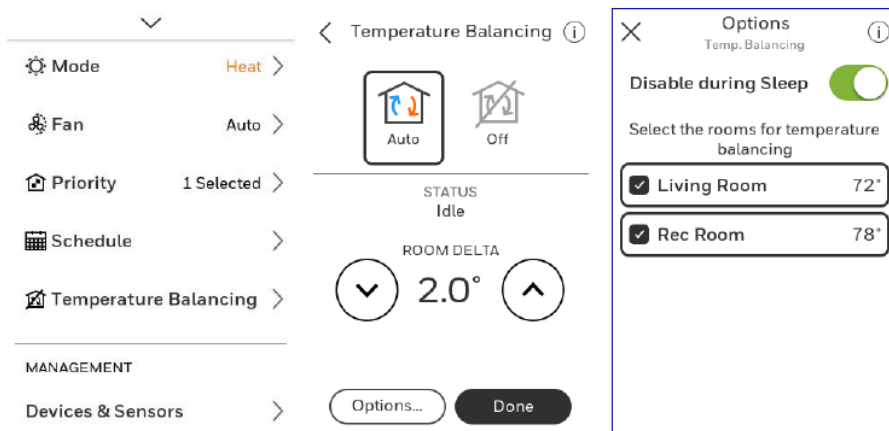 Mode Heat
Fan Auto
Priority 1 Selected
Schedule
Temperature Balancing
MANAGEMENT
Devices & Sensors
Temperature Balancing
Auto Off
STATUS
Idle
ROOM DELTA
2.0°
Options... Done
Options
Temp. Balancing
Disable during Sleep
Select the rooms for temperature
balancing
Living Room 72°
Rec Room 78°